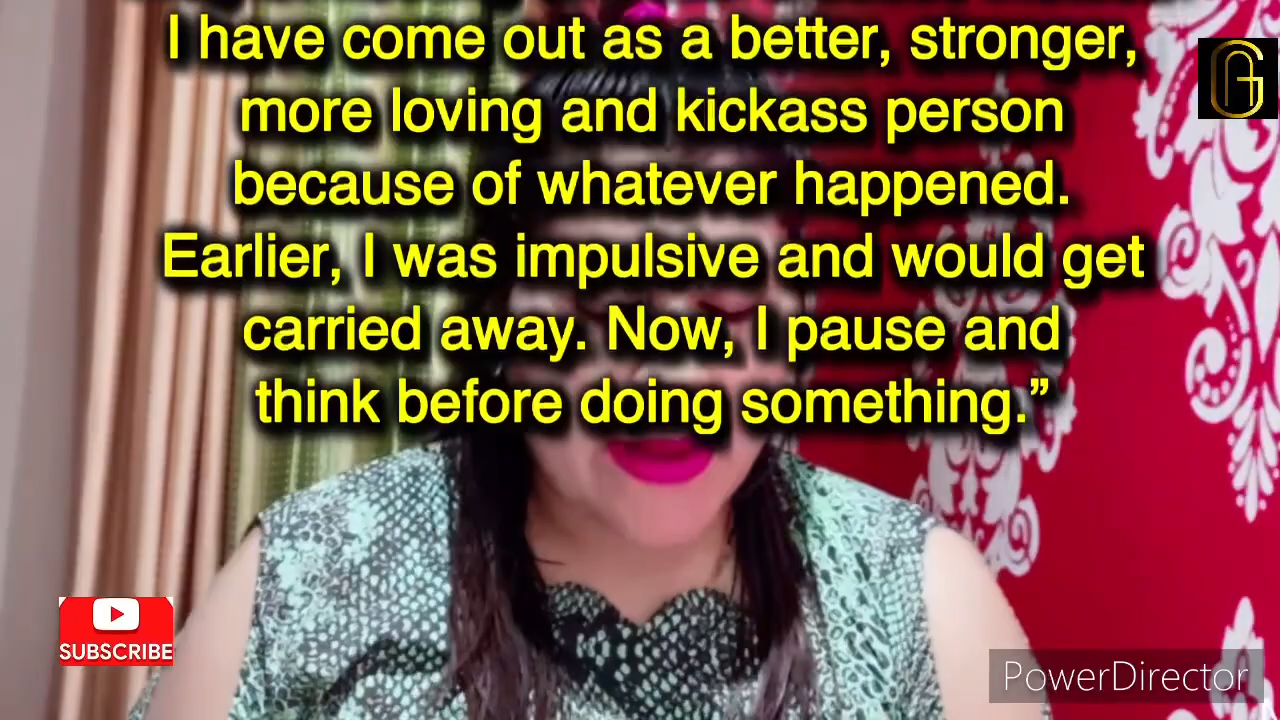 I have come out as a better, stronger,
more loving and kickass person
because of whatever happened.
Earlier, I was impulsive and would get
carried away. Now, I pause and
think before doing something.”
SUBSCRIBE
PowerDirector